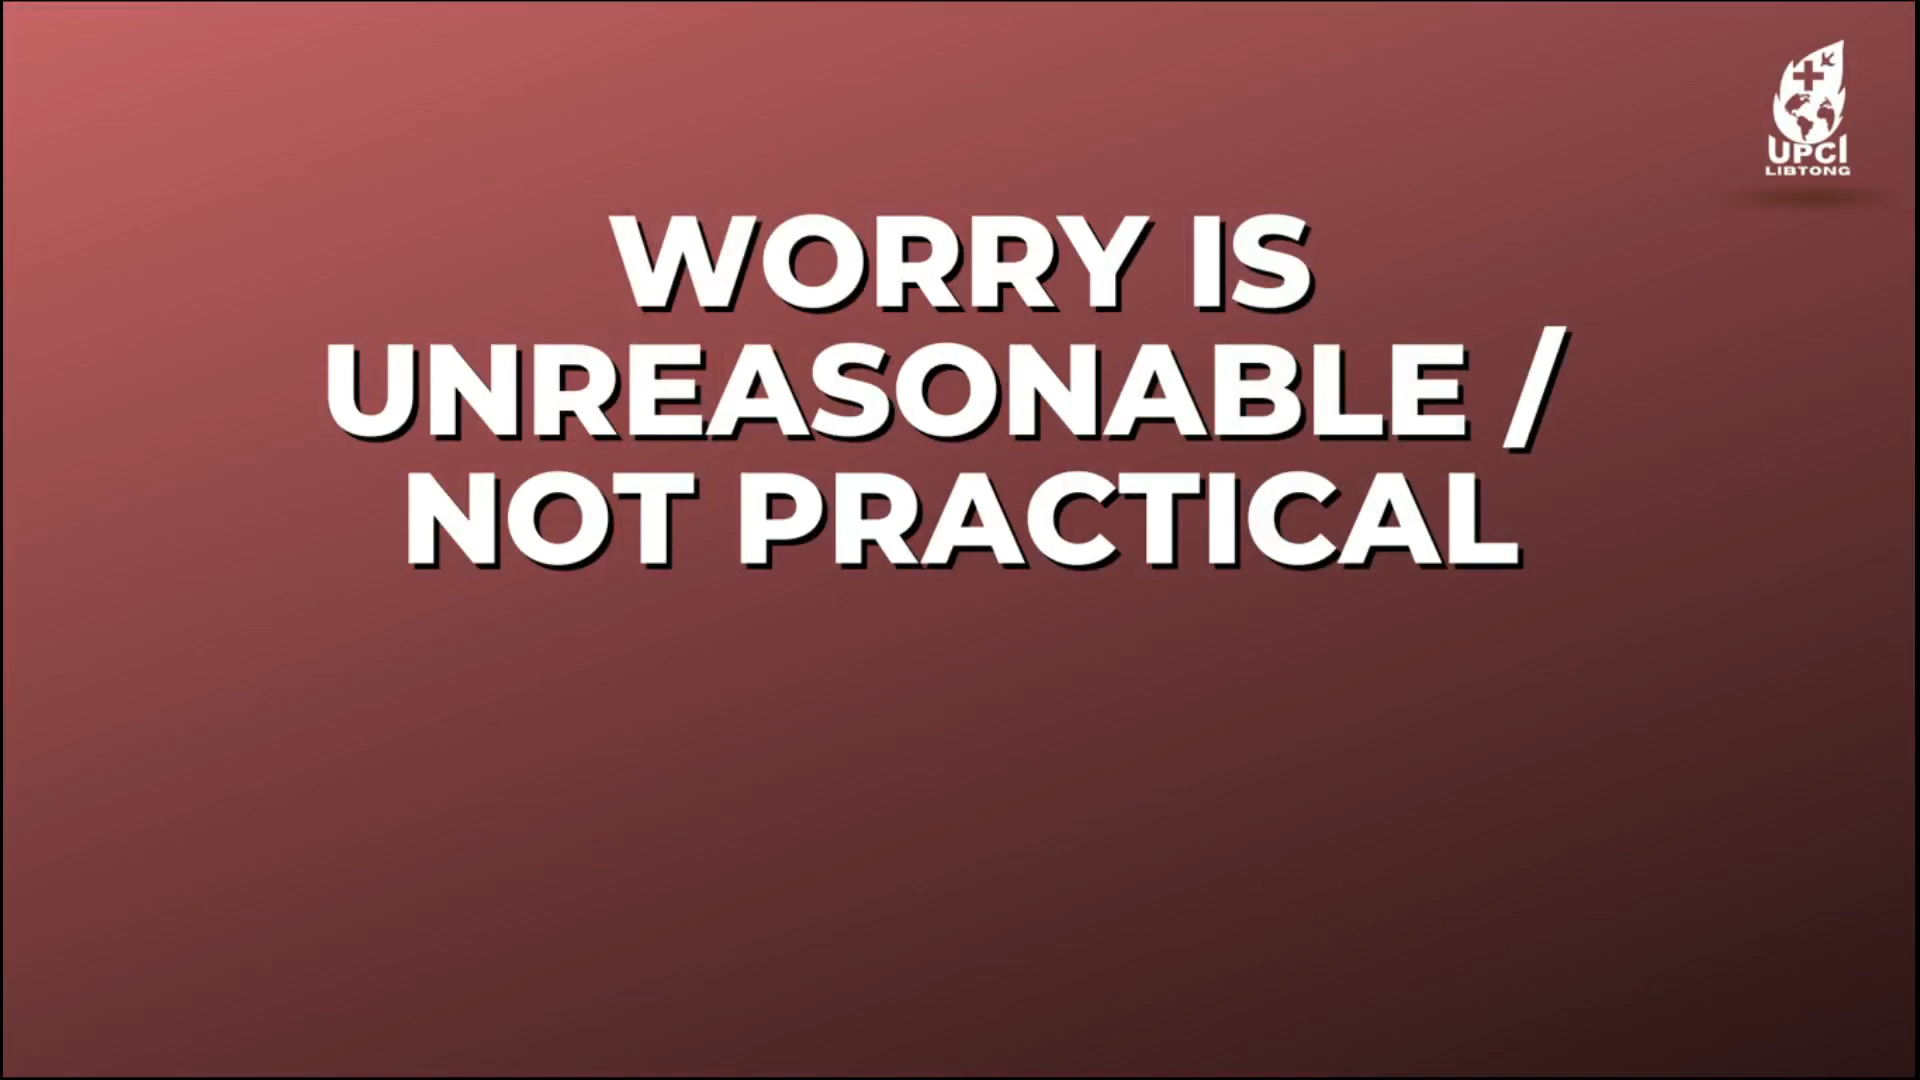 UPCI
LIBTONG
WORRY IS
UNREASONABLE /
NOT PRACTICAL